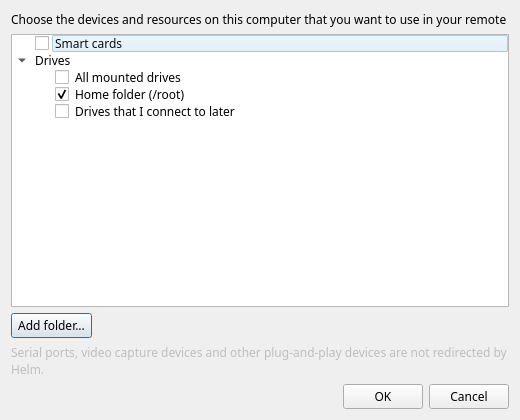 Choose the devices and resources on this computer that you want to use in your remote
Smart cards
Drives
All mounted drives
Home folder (/root)
Drives that I connect to later
Add folder...
Serial ports, video capture devices and other plug-and-play devices are not redirected by
Helm.
OK
Cancel